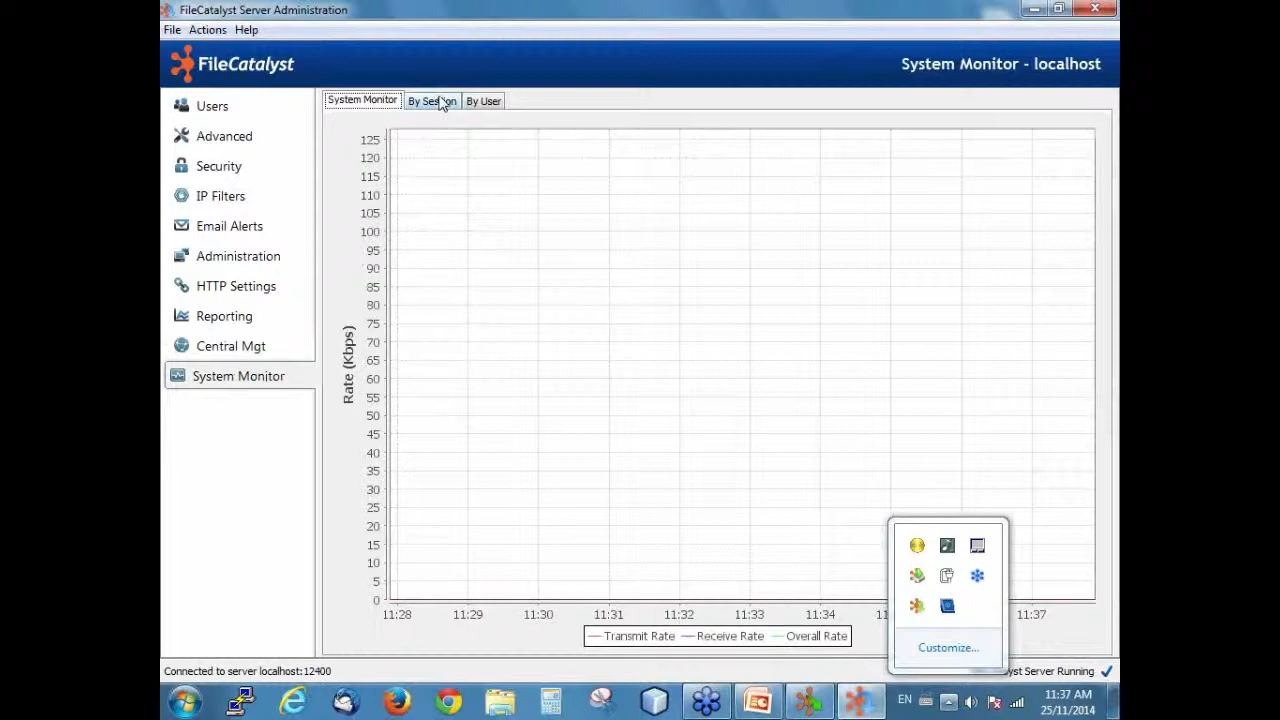 FileCatalyst Server Administration
File Actions Help
FileCatalyst
System Monitor - localhost
Users
Advanced
Security
IP Filters
Email Alerts
Administration
HTTP Settings
Reporting
Central Mgt
System Monitor
System Monitor
By Session
By User
Rate (Kbps)
125
120
115
110
105
100
95
90
85
80
75
70
65
60
55
50
45
40
35
30
25
20
15
10
5
0
11:28 11:29 11:30 11:31 11:32 11:33 11:34 11:37
Transmit Rate Receive Rate Overall Rate
Customize...
Connected to server localhost:12400
yst Server Running
EN
11:37 AM
25/11/2014